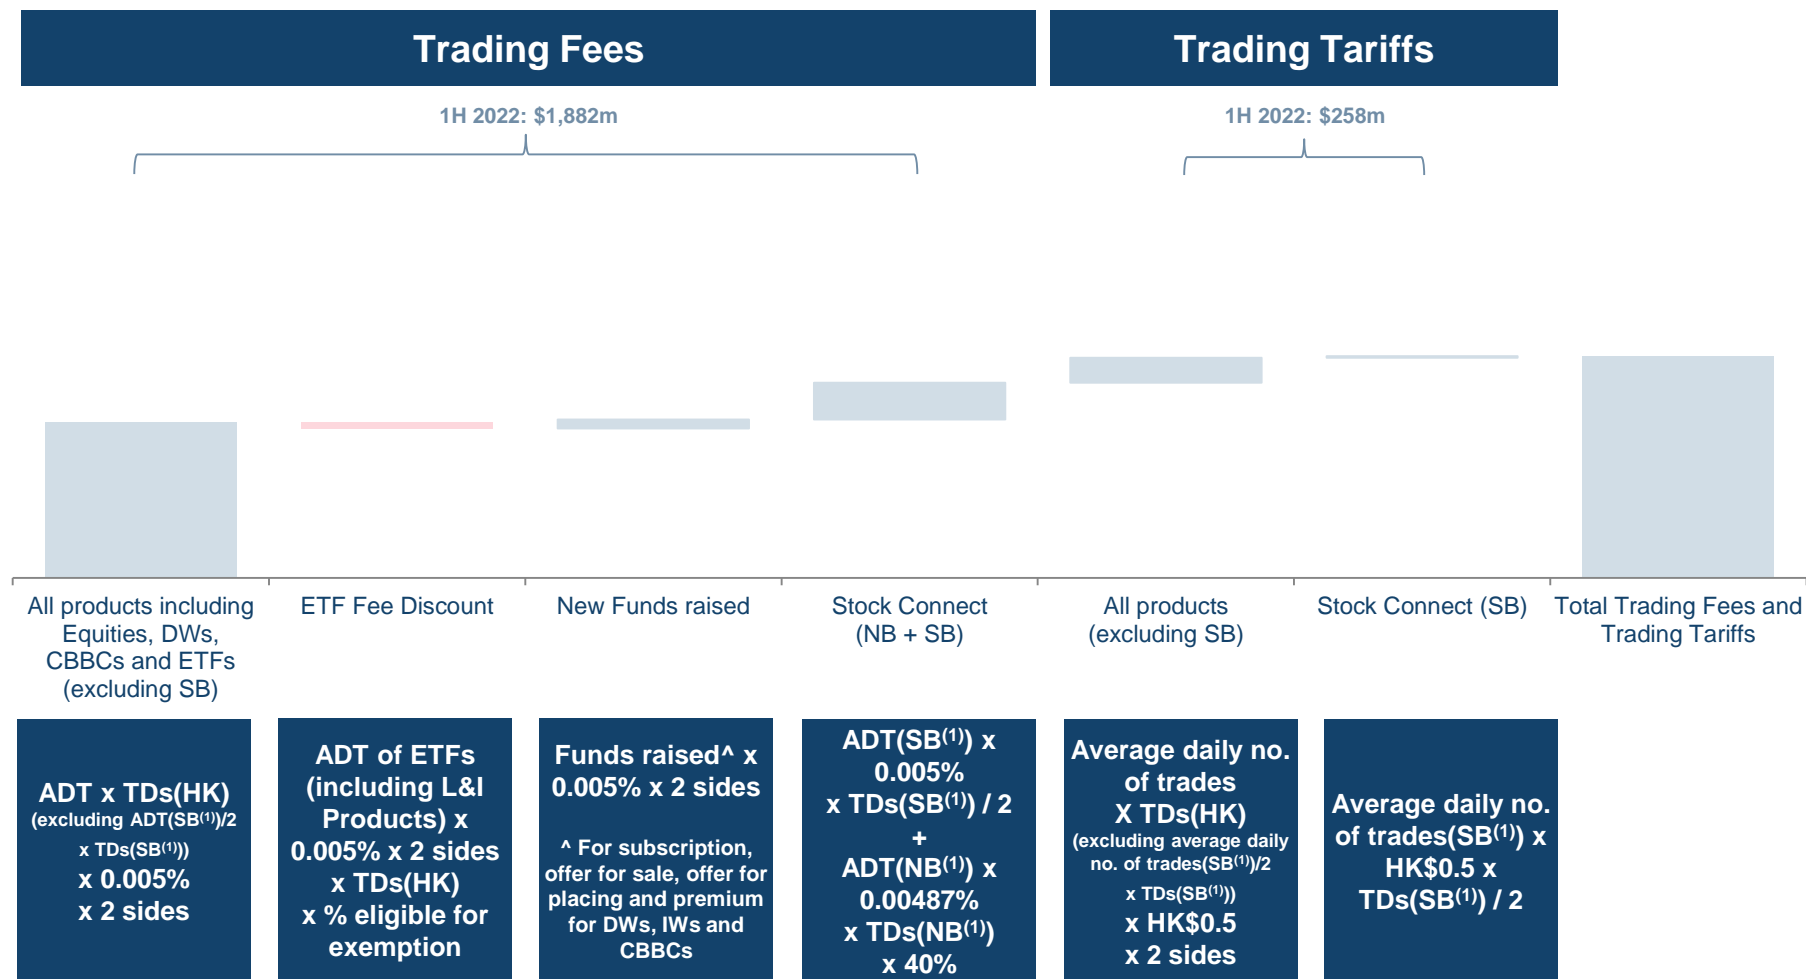 Trading Fees
Trading Tariffs
1H 2022: $1,882m
1H 2022: $258m
All products including
Equities, DWs,
CBBCs and ETFs
(excluding SB)
ETF Fee Discount
New Funds raised
Stock Connect
(NB + SB)
All products
(excluding SB)
Stock Connect (SB)
Total Trading Fees and
Trading Tariffs
ADT x TDs(HK)
(excluding ADT(SB⁽¹⁾)/2
x TDs(SB⁽¹⁾))
x 0.005%
x 2 sides
ADT of ETFs
(including L&I
Products) x
0.005% x 2 sides
x TDs(HK)
x % eligible for
exemption
Funds raised^ x
0.005% x 2 sides
^ For subscription,
offer for sale, offer for
placing and premium
for DWs, IWs and
CBBCs
ADT(SB⁽¹⁾) x
0.005%
x TDs(SB⁽¹⁾) / 2
+
ADT(NB⁽¹⁾) x
0.00487%
x TDs(NB⁽¹⁾)
x 40%
Average daily no.
of trades
X TDs(HK)
(excluding average daily
no. of trades(SB⁽¹⁾/2
x TDs(SB⁽¹⁾))
x HK$0.5
x 2 sides
Average daily no.
of trades(SB⁽¹⁾) x
HK$0.5 x
TDs(SB⁽¹⁾) / 2